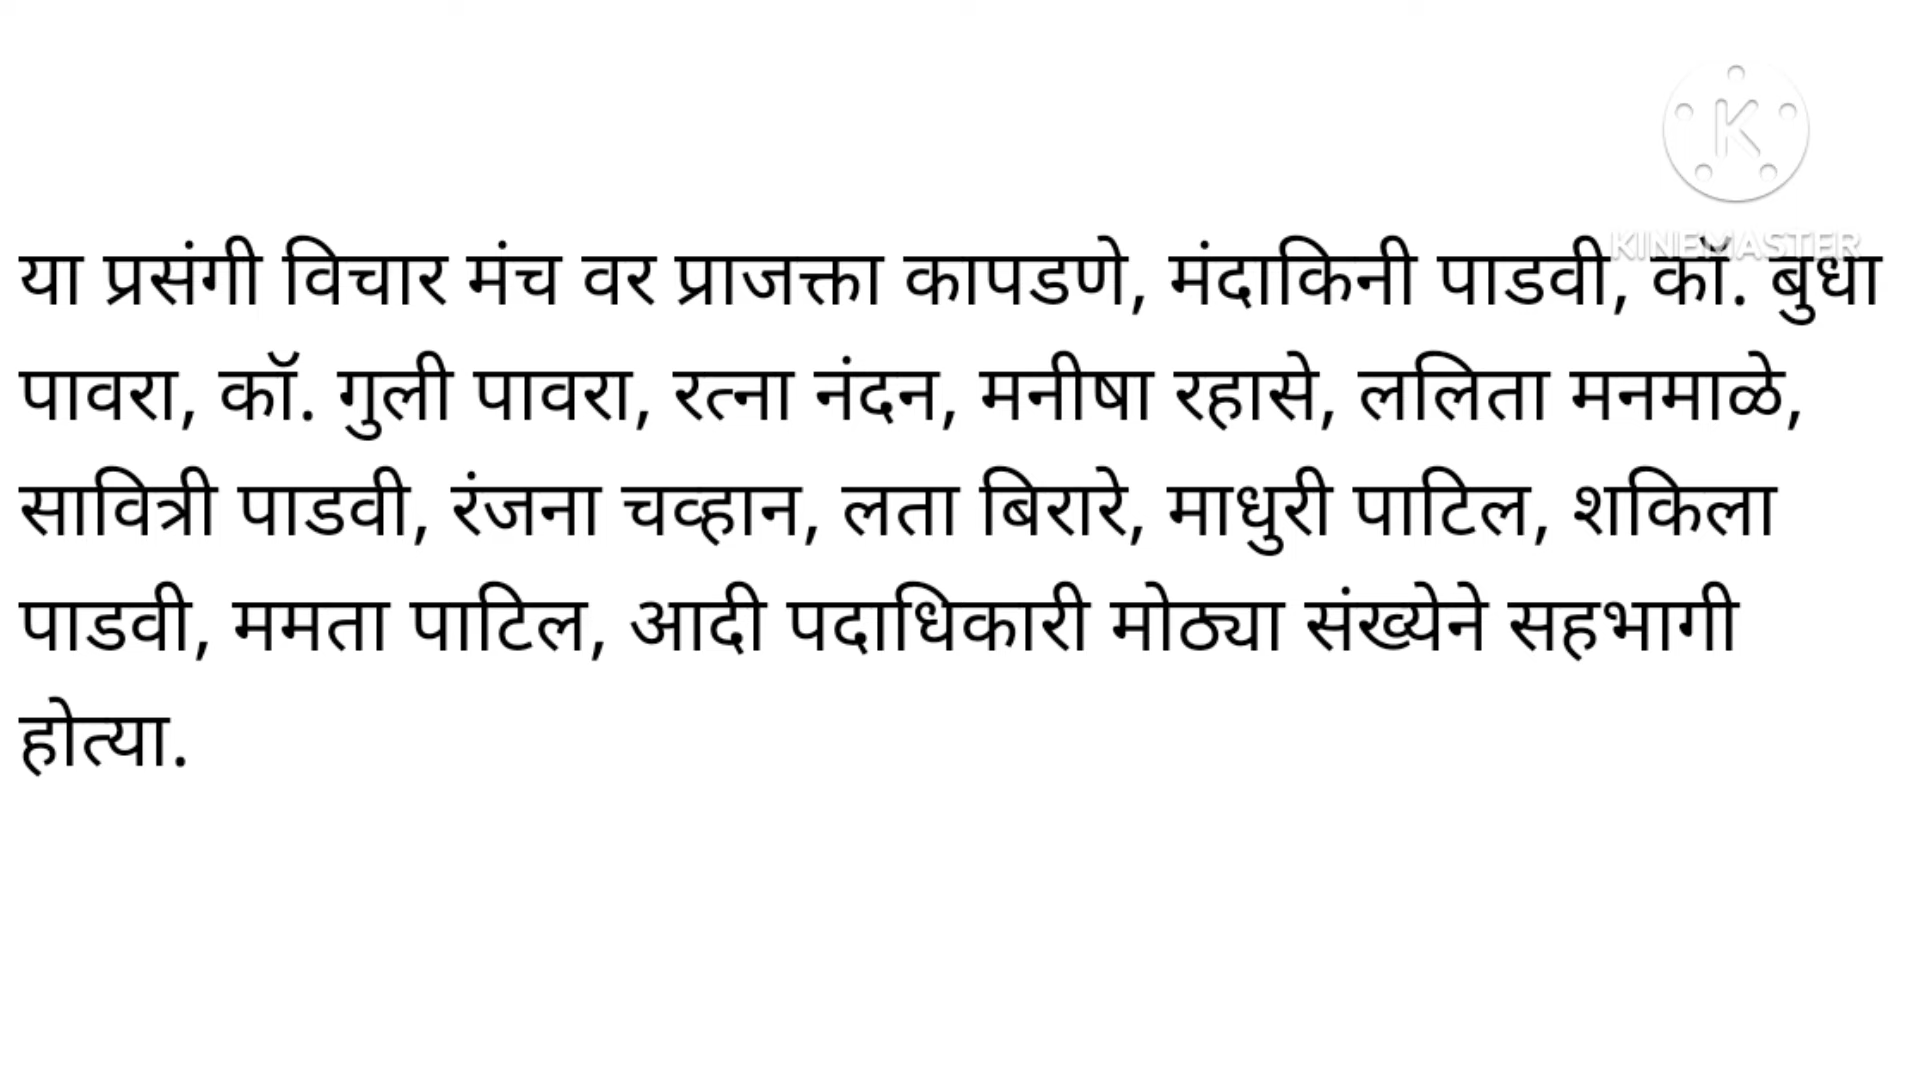 KINEMASTER
या प्रसंगी विचार मंच वर प्राजक्ता कापडणे, मंदाकिनी पाडवी, कॉ. बुधा
पावरा, कॉ. गुली पावरा, रत्ना नंदन, मनीषा रहासे, ललिता मनमाळे,
सावित्री पाडवी, रंजना चव्हान, लता बिरारे, माधुरी पाटिल, शकिला
पाडवी, ममता पाटिल, आदी पदाधिकारी मोठ्या संख्येने सहभागी
होत्या.